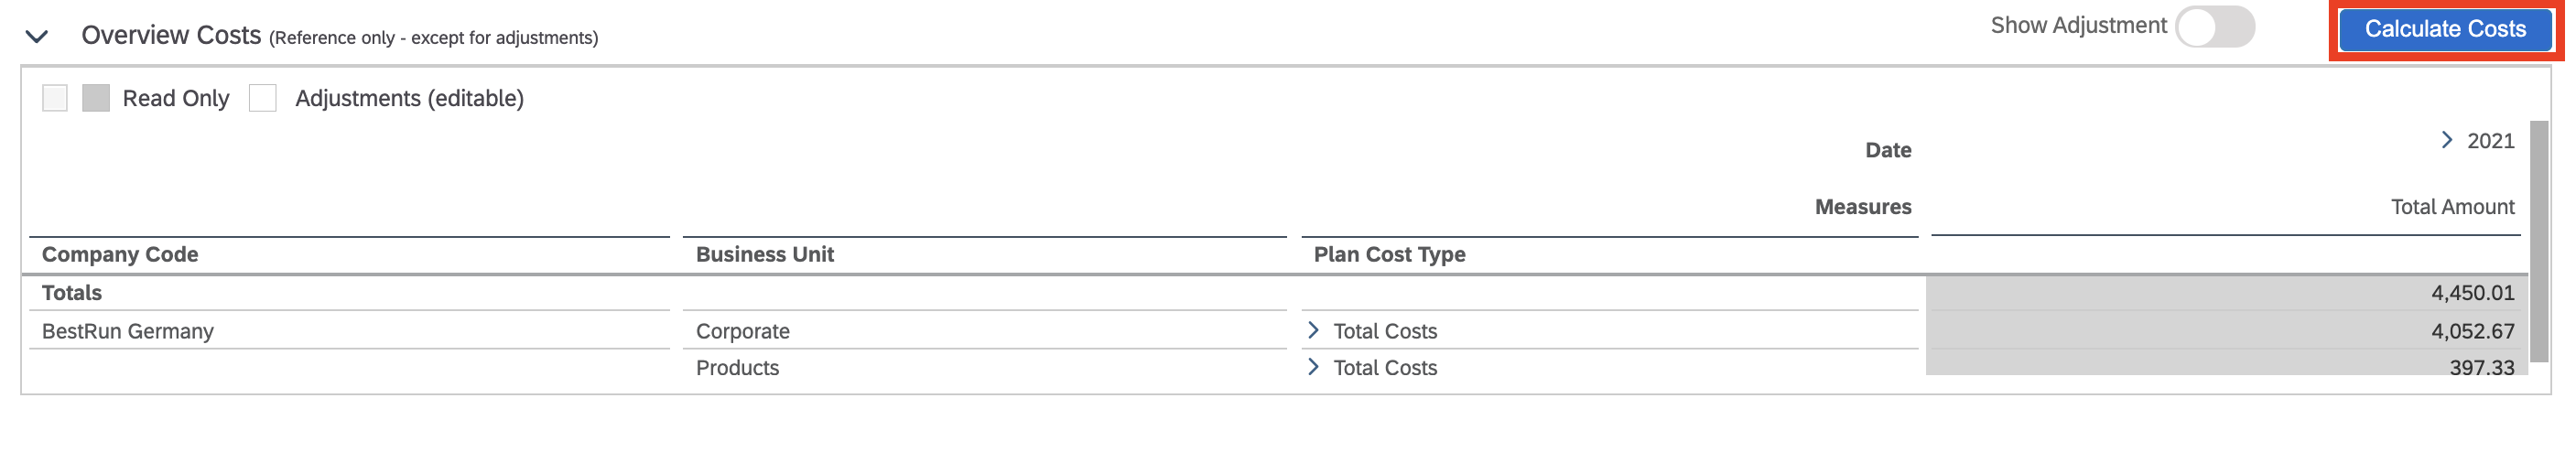 Overview Costs (Reference only - except for adjustments)
Show Adjustment
Calculate Costs
Read Only
Adjustments (editable)
Date
2021
Measures
Total Amount
Company Code Business Unit Plan Cost Type
Totals 4,450.01
BestRun Germany Corporate Total Costs 4,052.67
Products Total Costs 397.33